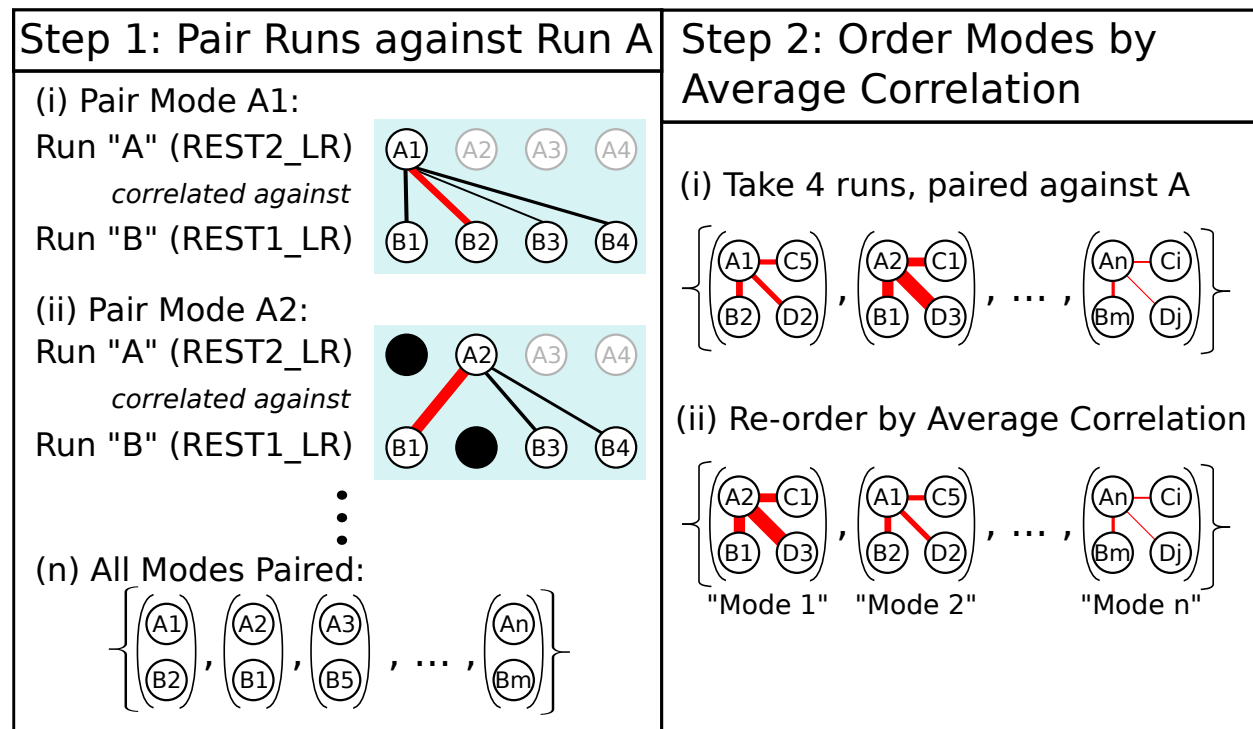 Step 1: Pair Runs against Run A
(i) Pair Mode A1:
Run "A" (REST2_LR)
A1 A2 A3 A4
correlated against
Run "B" (REST1_LR)
B1 B2 B3 B4
(ii) Pair Mode A2:
Run "A" (REST2_LR)
A2 A3 A4
correlated against
Run "B" (REST1_LR)
B1 B3 B4
(n) All Modes Paired:
A1 A2 A3 An
, , , ... ,
B2 B1 B5 Bm
Step 2: Order Modes by
Average Correlation
(i) Take 4 runs, paired against A
A1 C5 A2 C1 An Ci
, , ... ,
B2 D2 B1 D3 Bm Dj
(ii) Re-order by Average Correlation
A2 C1 A1 C5 An Ci
, , ... ,
B1 D3 B2 D2 Bm Dj
"Mode 1" "Mode 2" "Mode n"